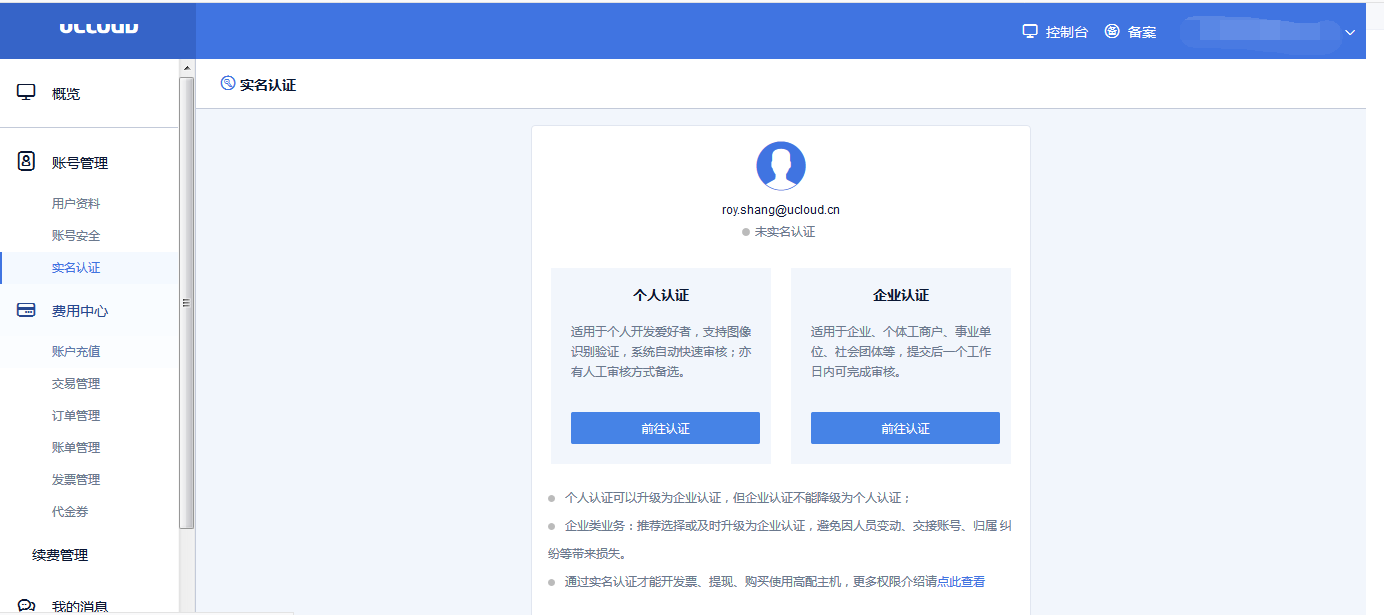 UCLOUD
控制台
备案
概览
账号管理
用户资料
账号安全
实名认证
费用中心
账户充值
交易管理
订单管理
账单管理
发票管理
代金券
续费管理
我的消息
实名认证
roy.shang@ucloud.cn
未实名认证
个人认证
适用于个人开发爱好者，支持图像
识别验证，系统自动快速审核；亦
有人工审核方式备选。
前往认证
企业认证
适用于企业、个体工商户、事业单
位、社会团体等，提交后一个工作
日内可完成审核。
前往认证
个人认证可以升级为企业认证，但企业认证不能降级为个人认证；
企业类业务：推荐选择或及时升级为企业认证，避免因人员变动、交接账号、归属 纠
纷等带来损失。
通过实名认证才能开发票、提现、购买使用高配主机，更多权限介绍请点此查看